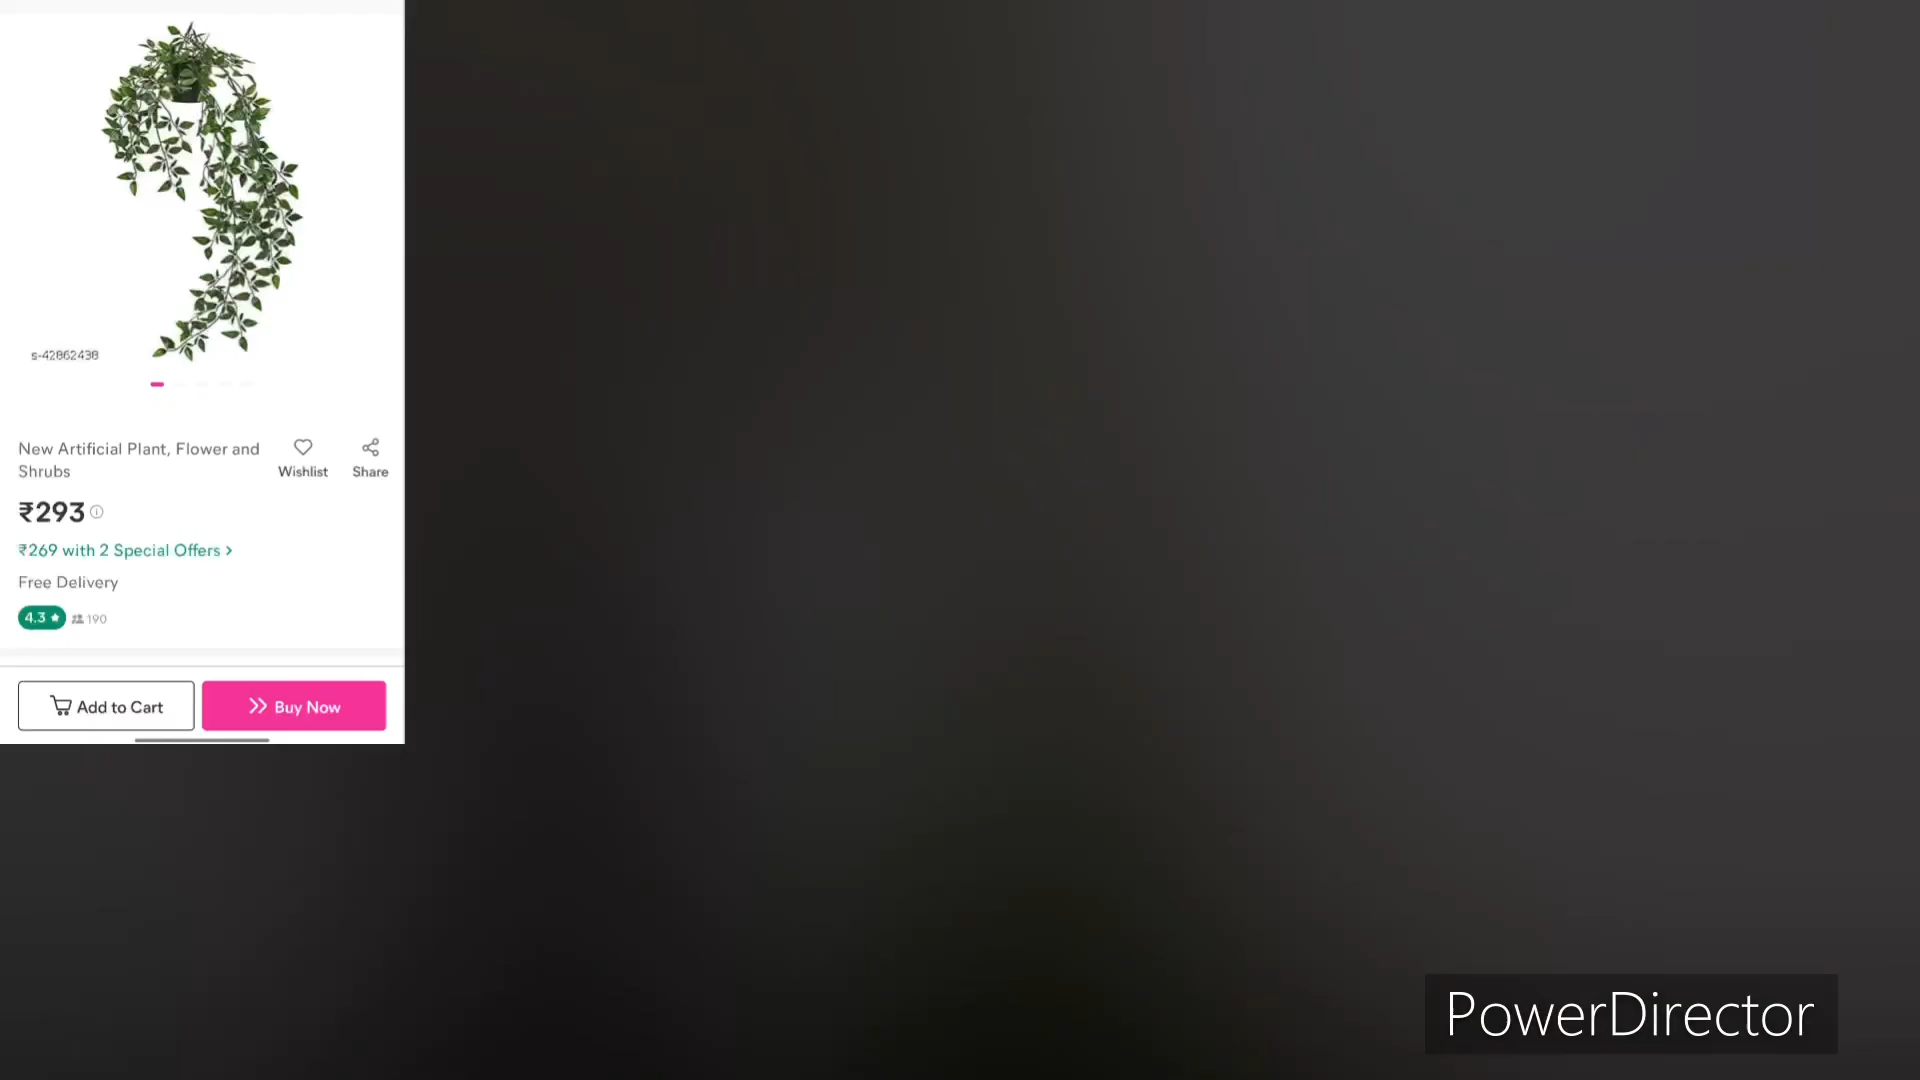 s-42862438
New Artificial Plant, Flower and
Shrubs
Wishlist
Share
₹293
₹269 with 2 Special Offers
Free Delivery
4.3
190
Add to Cart
Buy Now
PowerDirector